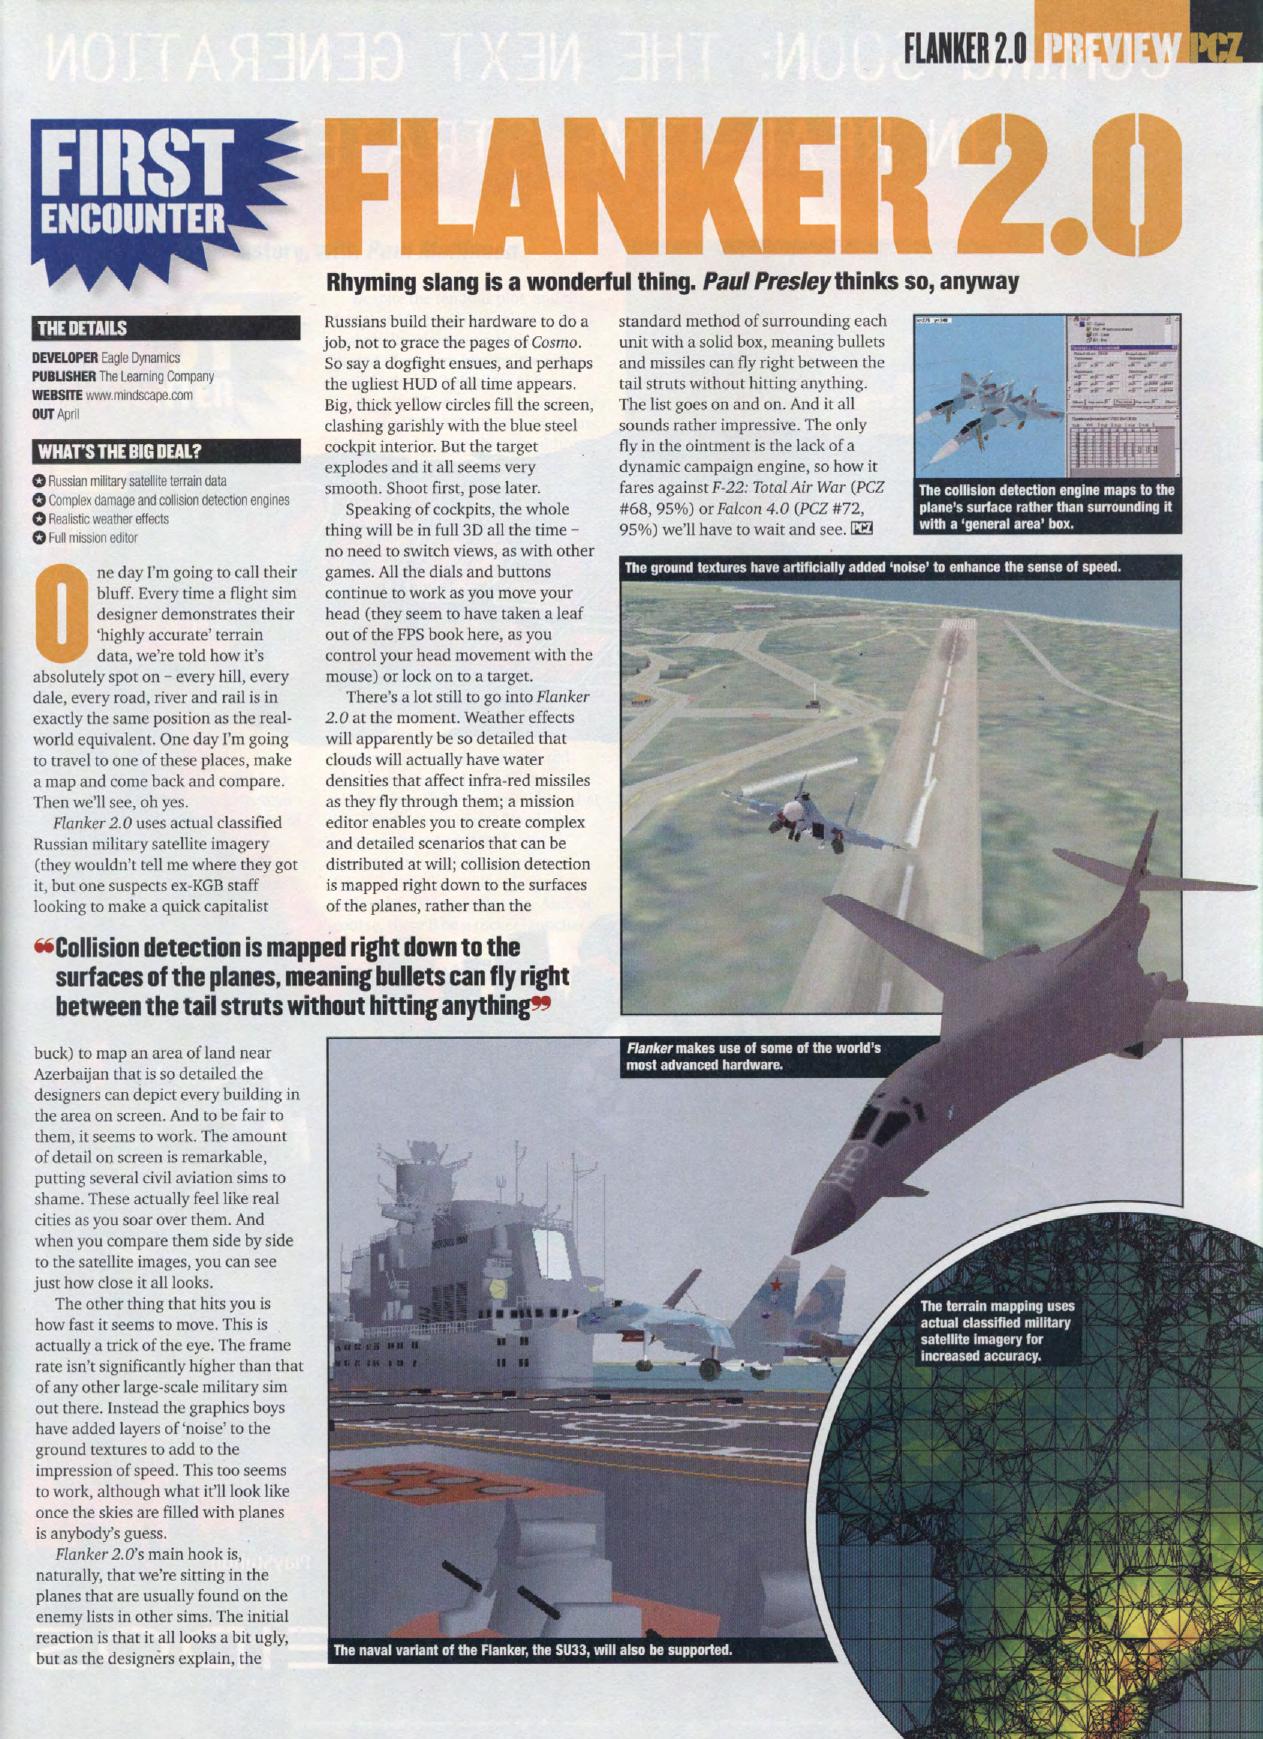 FLANKER 2.0 PREVIEW PCZ
FIRST
ENCOUNTER
FLANKER 2.0
Rhyming slang is a wonderful thing. Paul Presley thinks so, anyway
THE DETAILS
DEVELOPER Eagle Dynamics
PUBLISHER The Learning Company
WEBSITE www.mindscape.com
OUT April
WHAT'S THE BIG DEAL?
Russian military satellite terrain data
Complex damage and collision detection engines
Realistic weather effects
Full mission editor
One day I'm going to call their
bluff. Every time a flight sim
designer demonstrates their
'highly accurate' terrain
data, we're told how it's
absolutely spot on – every hill, every
dale, every road, river and rail is in
exactly the same position as the real-
world equivalent. One day I'm going
to travel to one of these places, make
a map and come back and compare.
Then we'll see, oh yes.
Flanker 2.0 uses actual classified
Russian military satellite imagery
(they wouldn't tell me where they got
it, but one suspects ex-KGB staff
looking to make a quick capitalist
buck) to map an area of land near
Azerbaijan that is so detailed the
designers can depict every building in
the area on screen. And to be fair to
them, it seems to work. The amount
of detail on screen is remarkable,
putting several civil aviation sims to
shame. These actually feel like real
cities as you soar over them. And
when you compare them side by side
to the satellite images, you can see
just how close it all looks.
The other thing that hits you is
how fast it seems to move. This is
actually a trick of the eye. The frame
rate isn't significantly higher than that
of any other large-scale military sim
out there. Instead the graphics boys
have added layers of 'noise' to the
ground textures to add to the
impression of speed. This too seems
to work, although what it'll look like
once the skies are filled with planes
is anybody's guess.
Flanker 2.0's main hook is,
naturally, that we're sitting in the
planes that are usually found on the
enemy lists in other sims. The initial
reaction is that it all looks a bit ugly,
but as the designers explain, the
Russians build their hardware to do a
job, not to grace the pages of Cosmo.
So say a dogfight ensues, and perhaps
the ugliest HUD of all time appears.
Big, thick yellow circles fill the screen,
clashing garishly with the blue steel
cockpit interior. But the target
explodes and it all seems very
smooth. Shoot first, pose later.
Speaking of cockpits, the whole
thing will be in full 3D all the time –
no need to switch views, as with other
games. All the dials and buttons
continue to work as you move your
head (they seem to have taken a leaf
out of the FPS book here, as you
control your head movement with the
mouse) or lock on to a target.
There's a lot still to go into Flanker
2.0 at the moment. Weather effects
will apparently be so detailed that
clouds will actually have water
densities that affect infra-red missiles
as they fly through them; a mission
editor enables you to create complex
and detailed scenarios that can be
distributed at will; collision detection
is mapped right down to the surfaces
of the planes, rather than the
standard method of surrounding each
unit with a solid box, meaning bullets
and missiles can fly right between the
tail struts without hitting anything.
The list goes on and on. And it all
sounds rather impressive. The only
fly in the ointment is the lack of a
dynamic campaign engine, so how it
fares against F-22: Total Air War (PCZ
#68, 95%) or Falcon 4.0 (PCZ #72,
95%) we'll have to wait and see. PCZ
“Collision detection is mapped right down to the
surfaces of the planes, meaning bullets can fly right
between the tail struts without hitting anything”
The collision detection engine maps to the
plane's surface rather than surrounding it
with a 'general area' box.
The ground textures have artificially added 'noise' to enhance the sense of speed.
Flanker makes use of some of the world's
most advanced hardware.
The terrain mapping uses
actual classified military
satellite imagery for
increased accuracy.
The naval variant of the Flanker, the SU33, will also be supported.